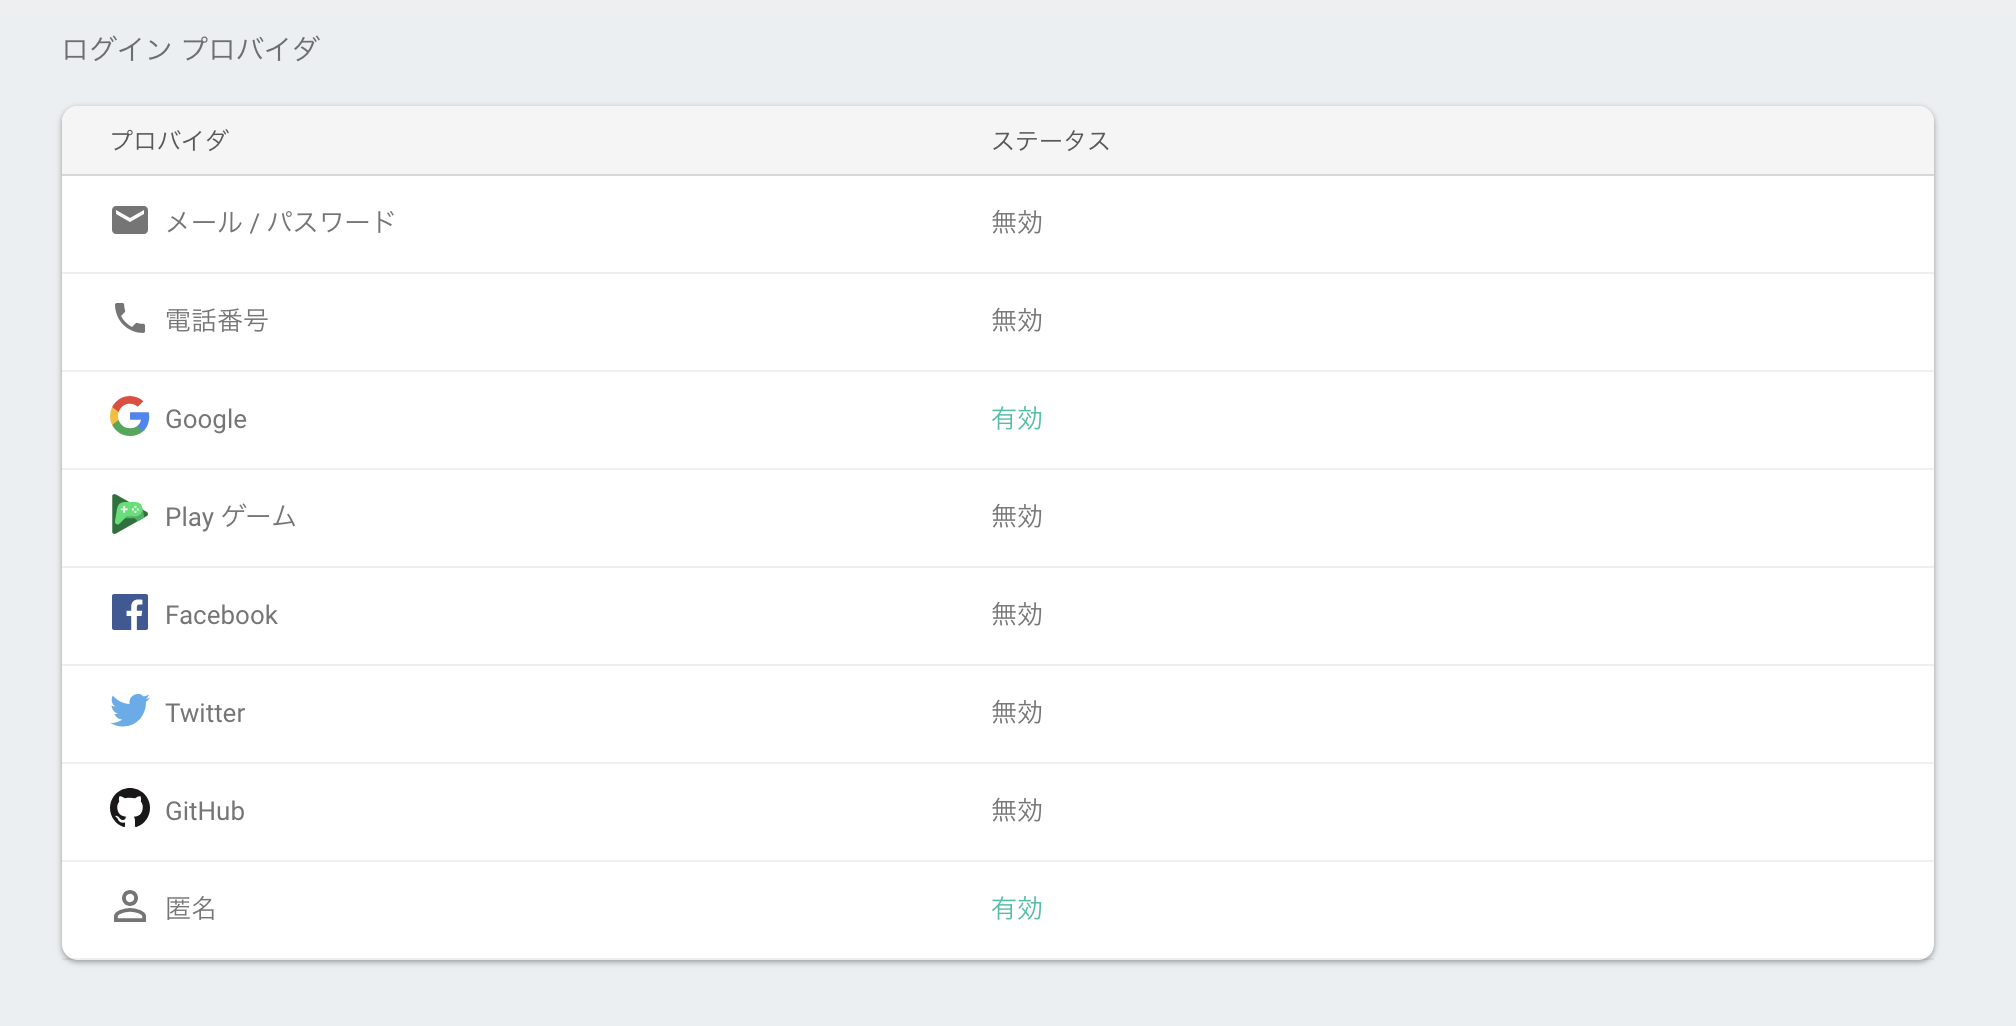 ログイン プロバイダ
プロバイダ ステータス
メール / パスワード 無効
電話番号 無効
Google 有効
Play ゲーム 無効
Facebook 無効
Twitter 無効
GitHub 無効
匿名 有効